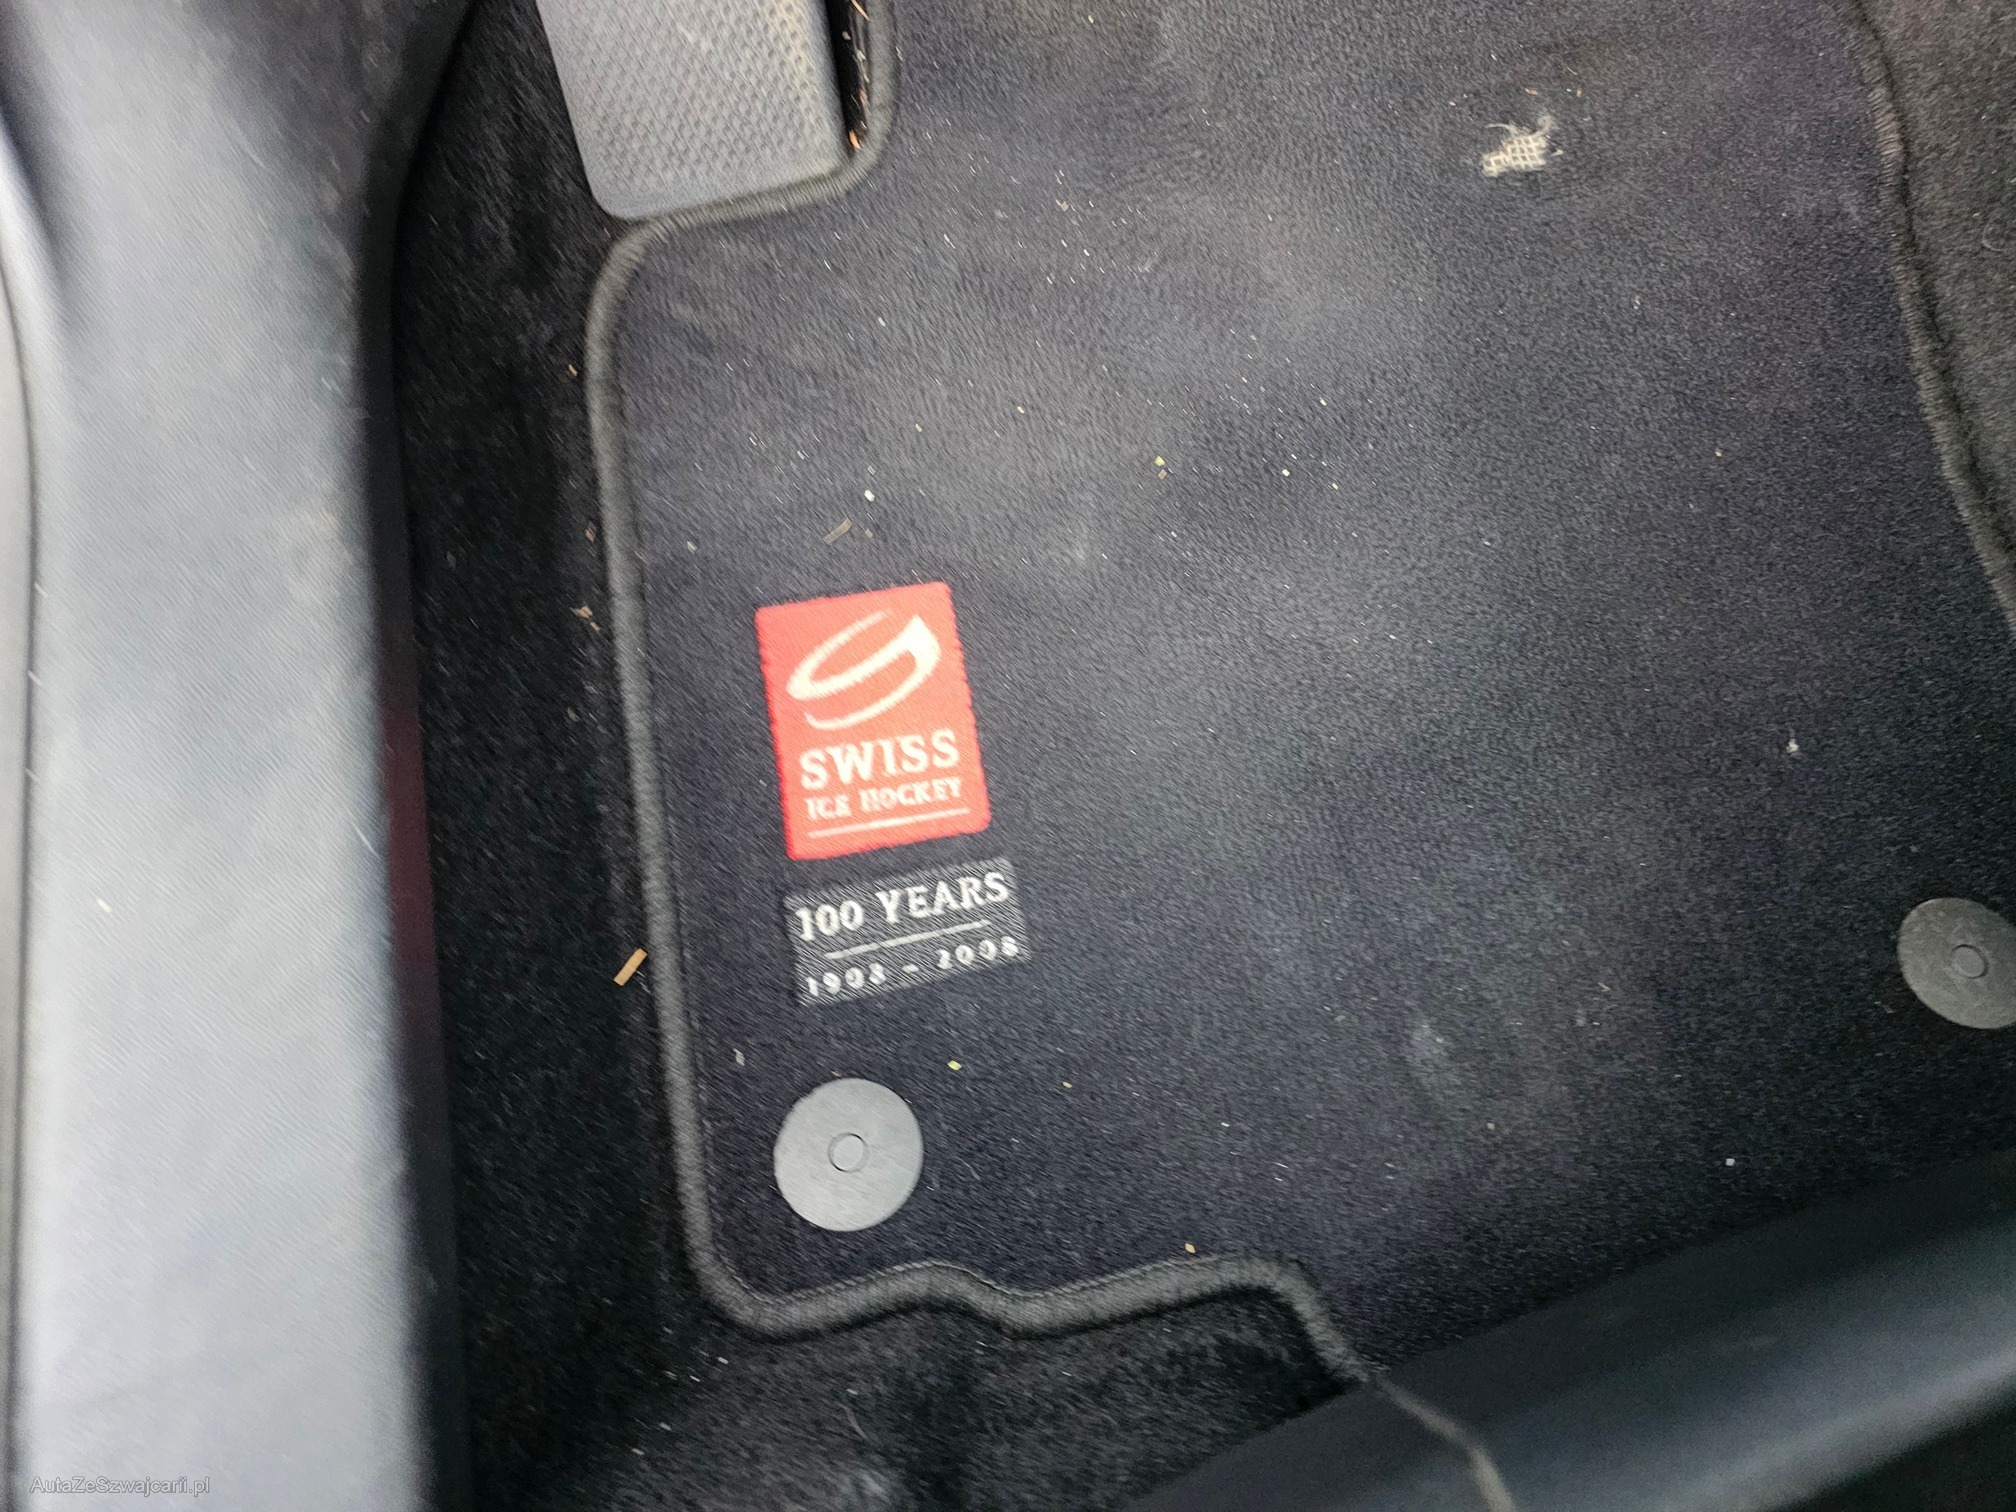 SWISS
ICE HOCKEY
100 YEARS
1908 - 2008
AutaZeSzwajcarii.pl